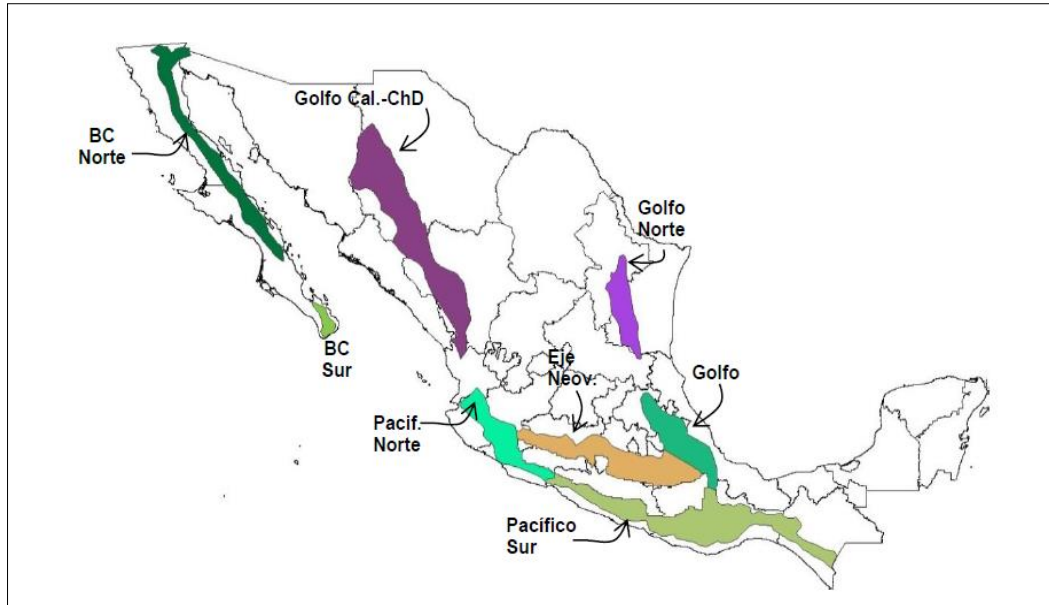 Golfo Cal.-ChD
BC
Norte
Golfo
Norte
BC
Sur
Eje
Neov.
Golfo
Pacif.
Norte
Pacífico
Sur